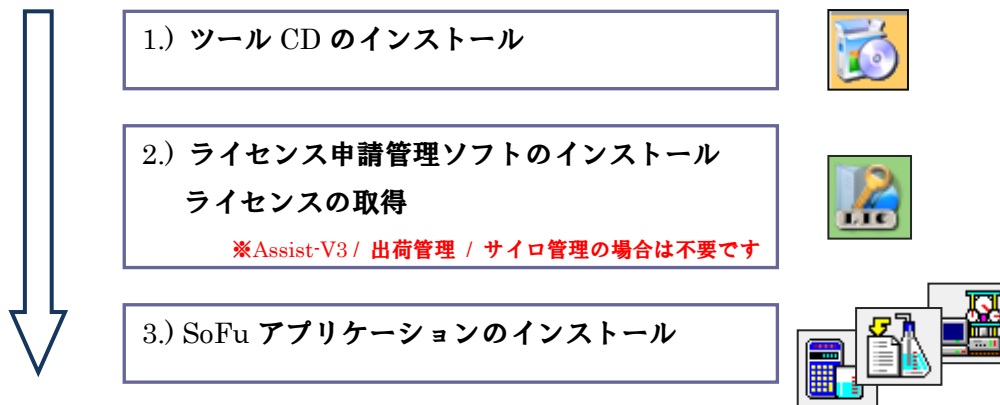 1.) ツール CD のインストール
2.) ライセンス申請管理ソフトのインストール
ライセンスの取得
※Assist-V3 / 出荷管理 / サイロ管理の場合は不要です
LIC
3.) SoFu アプリケーションのインストール